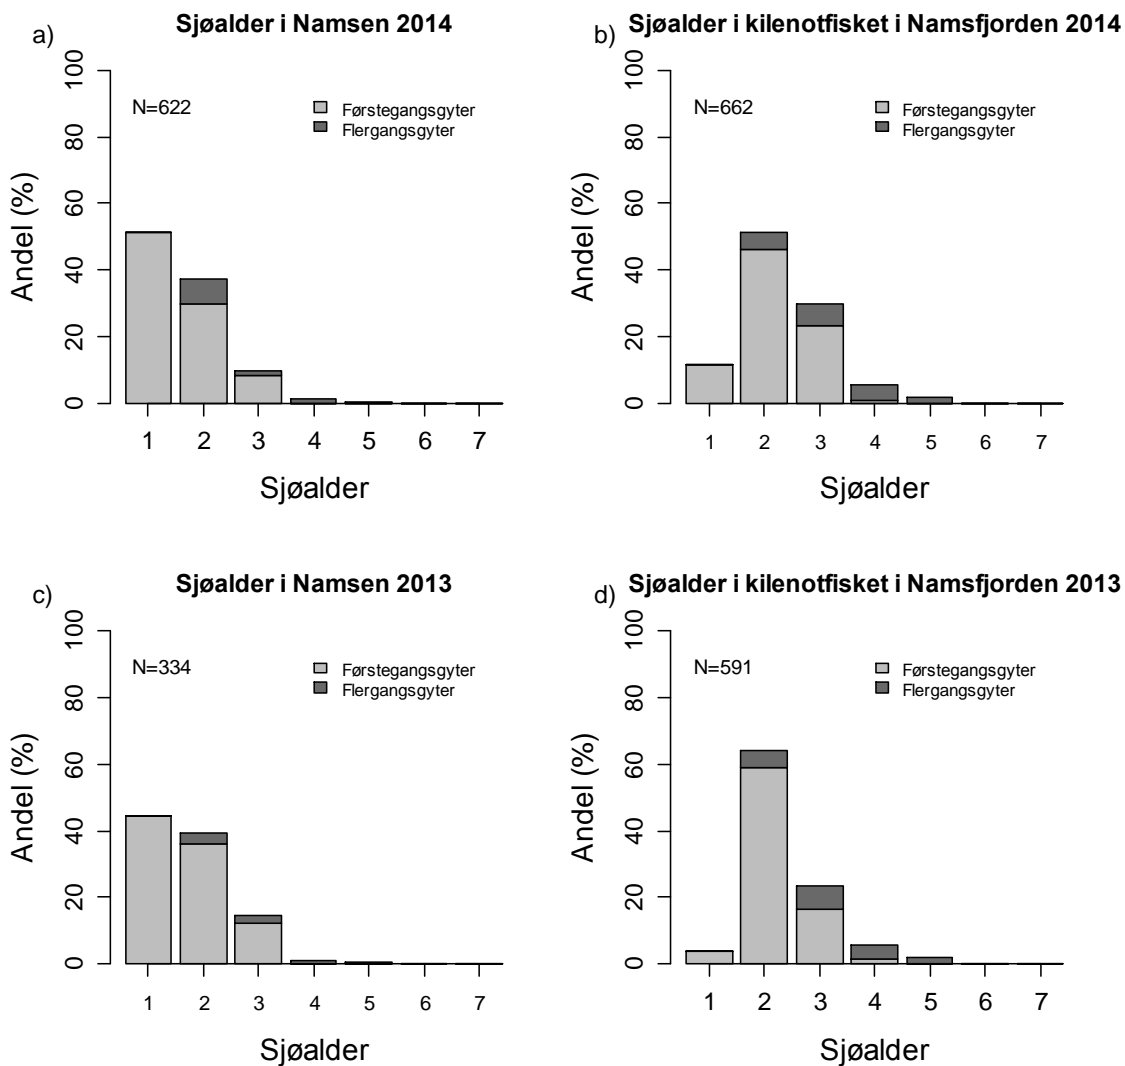 a)
Sjøalder i Namsen 2014
N=622
Førstegangsgyter
Flergangsgyter
Andel (%)
0 20 40 60 80 100
1 2 3 4 5 6 7
Sjøalder
b)
Sjøalder i kilenotfisket i Namsfjorden 2014
N=662
Førstegangsgyter
Flergangsgyter
Andel (%)
0 20 40 60 80 100
1 2 3 4 5 6 7
Sjøalder
c)
Sjøalder i Namsen 2013
N=334
Førstegangsgyter
Flergangsgyter
Andel (%)
0 20 40 60 80 100
1 2 3 4 5 6 7
Sjøalder
d)
Sjøalder i kilenotfisket i Namsfjorden 2013
N=591
Førstegangsgyter
Flergangsgyter
Andel (%)
0 20 40 60 80 100
1 2 3 4 5 6 7
Sjøalder